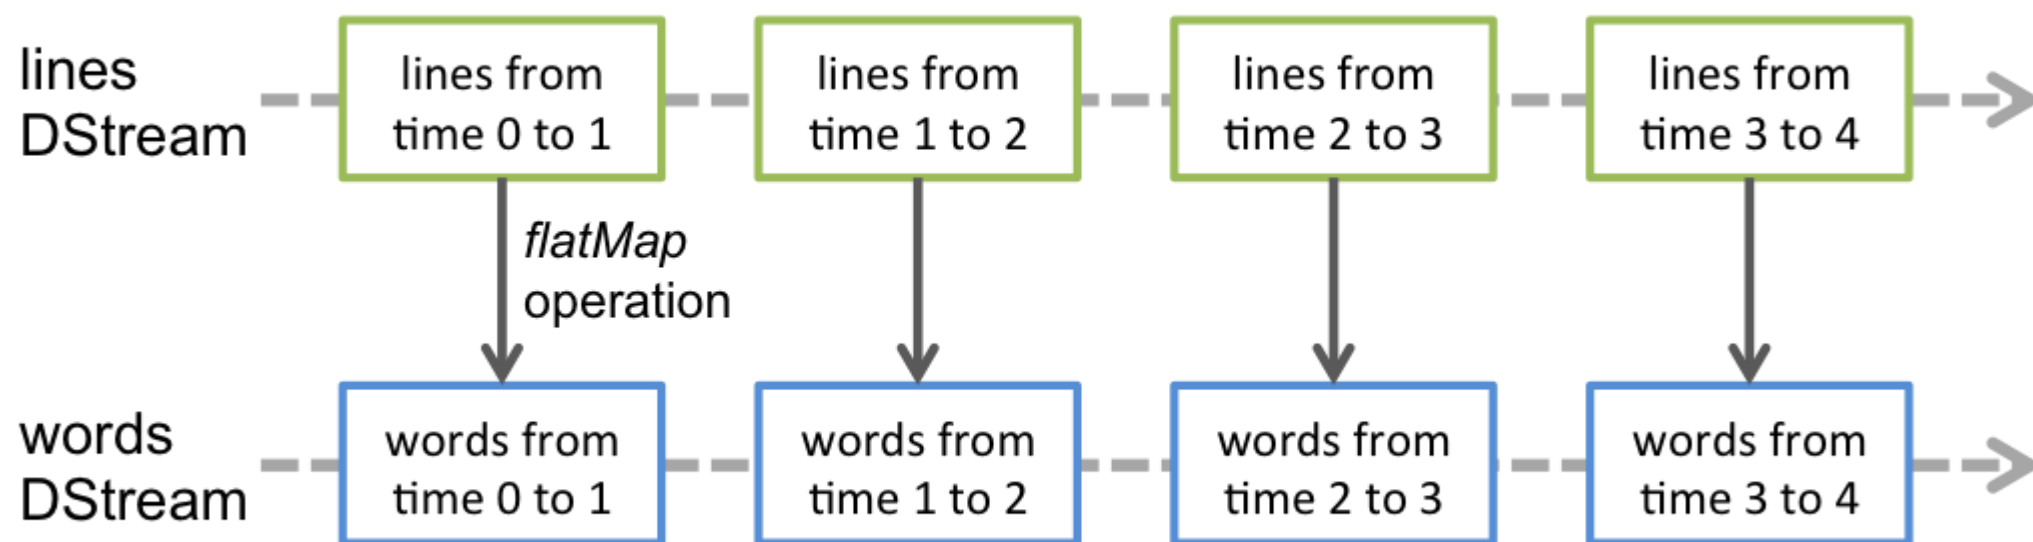 lines
DStream
lines from
time 0 to 1
lines from
time 1 to 2
lines from
time 2 to 3
lines from
time 3 to 4
flatMap
operation
words
DStream
words from
time 0 to 1
words from
time 1 to 2
words from
time 2 to 3
words from
time 3 to 4